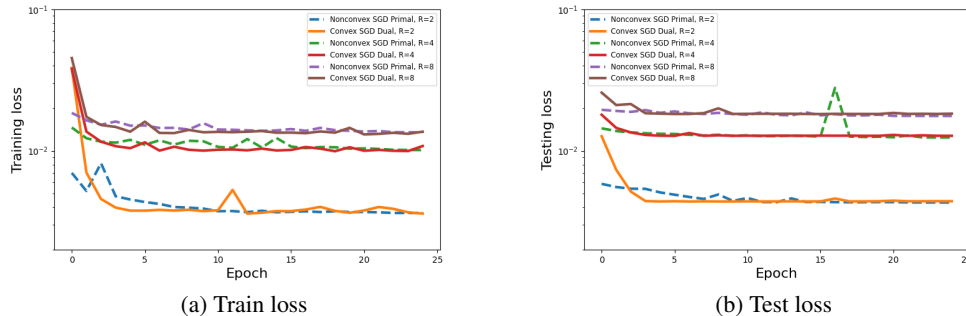 10⁻¹
10⁻²
Training loss
0 5 10 15 20 25
Epoch
Nonconvex SGD Primal, R=2
Convex SGD Dual, R=2
Nonconvex SGD Primal, R=4
Convex SGD Dual, R=4
Nonconvex SGD Primal, R=8
Convex SGD Dual, R=8
(a) Train loss
10⁻¹
10⁻²
Testing loss
0 5 10 15 20
Epoch
Nonconvex SGD Primal, R=2
Convex SGD Dual, R=2
Nonconvex SGD Primal, R=4
Convex SGD Dual, R=4
Nonconvex SGD Primal, R=8
Convex SGD Dual, R=8
(b) Test loss